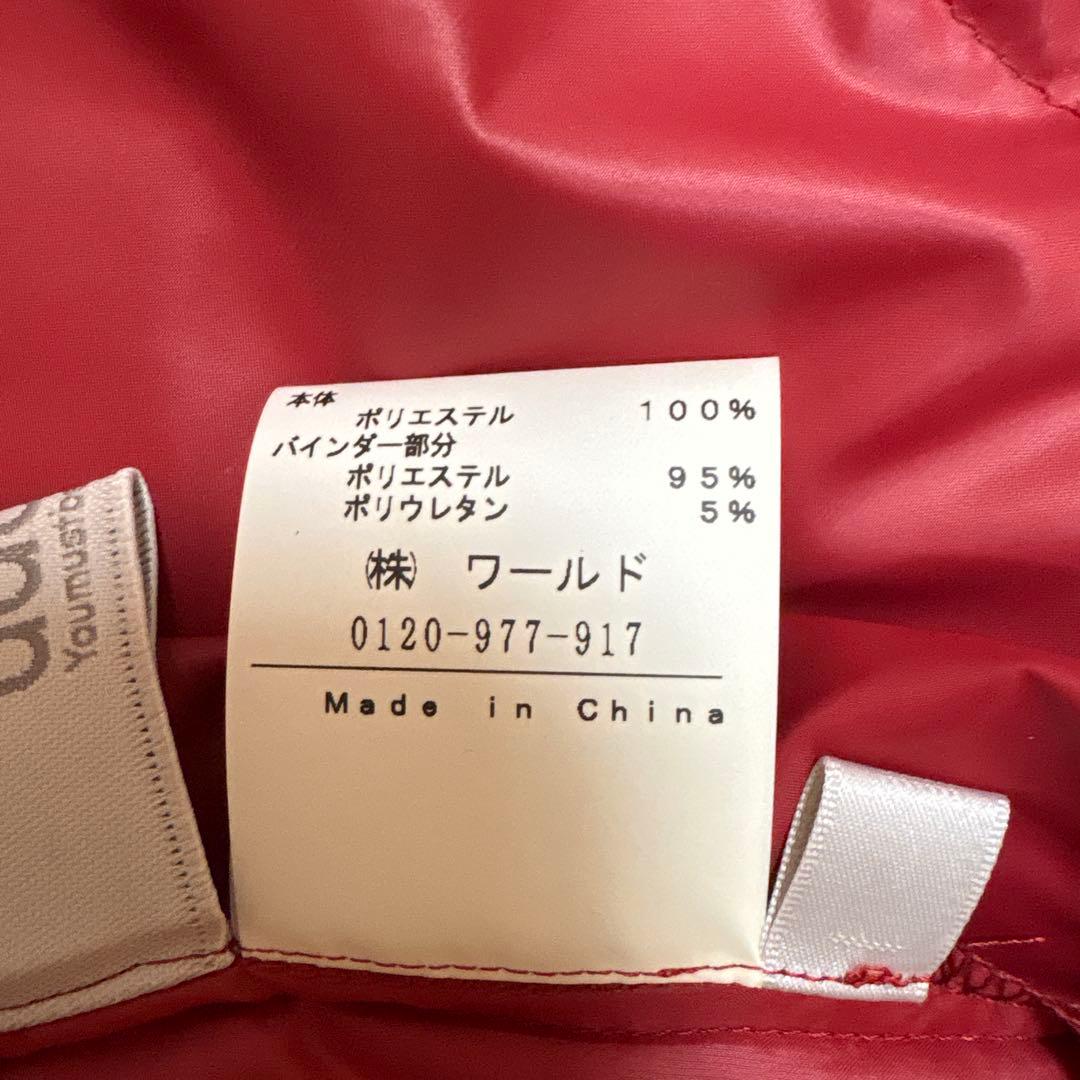 本体
ポリエステル 100%
バインダー部分
ポリエステル 95%
ポリウレタン 5%
㈱ ワールド
0120-977-917
Made in China